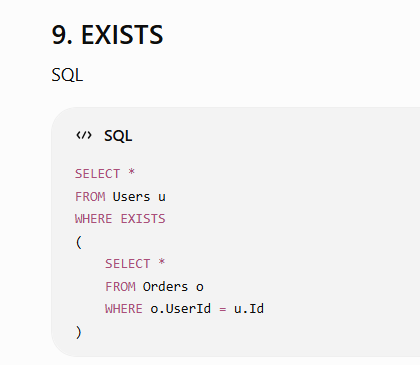 9. EXISTS
SQL
</> SQL
SELECT *
FROM Users u
WHERE EXISTS
(
    SELECT *
    FROM Orders o
    WHERE o.UserId = u.Id
)